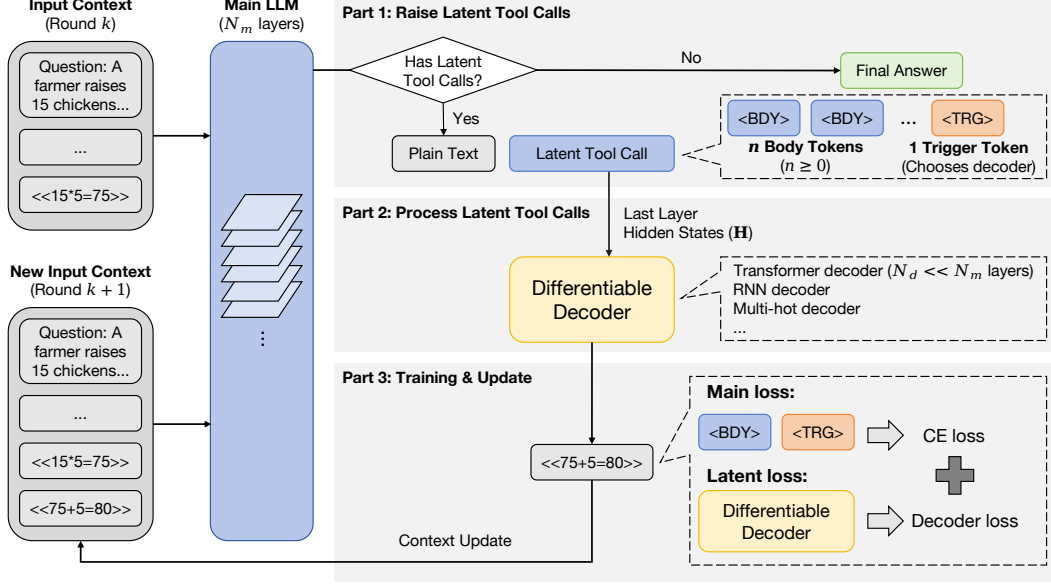 Input Context
(Round k)
Question: A
farmer raises
15 chickens...
...
<<15*5=75>>
New Input Context
(Round k + 1)
Question: A
farmer raises
15 chickens...
...
<<15*5=75>>
<<75+5=80>>
Main LLM
(N_m layers)
⋮
Part 1: Raise Latent Tool Calls
Has Latent
Tool Calls?
No
Final Answer
Yes
Plain Text
Latent Tool Call
<BDY> <BDY> ... <TRG>
n Body Tokens
(n ≥ 0)
1 Trigger Token
(Chooses decoder)
Part 2: Process Latent Tool Calls
Last Layer
Hidden States (H)
Differentiable
Decoder
Transformer decoder (N_d << N_m layers)
RNN decoder
Multi-hot decoder
...
Part 3: Training & Update
<<75+5=80>>
Context Update
Main loss:
<BDY> <TRG> CE loss
Latent loss:
Differentiable
Decoder
Decoder loss